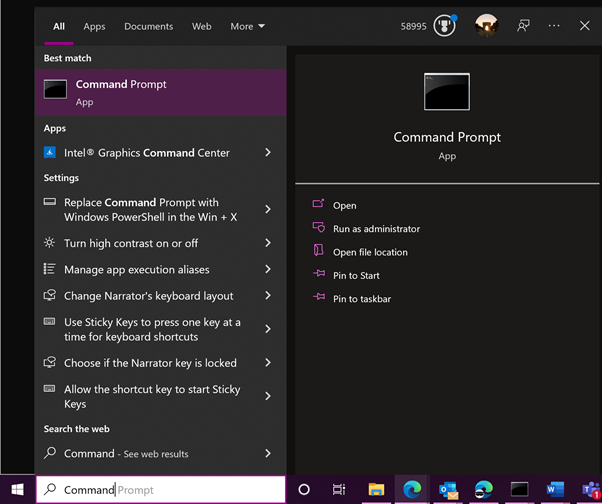 All Apps Documents Web More 58995
Best match
Command Prompt
App
Apps
Intel® Graphics Command Center
Settings
Replace Command Prompt with
Windows PowerShell in the Win + X
Turn high contrast on or off
Manage app execution aliases
Change Narrator's keyboard layout
Use Sticky Keys to press one key at a
time for keyboard shortcuts
Choose if the Narrator key is locked
Allow the shortcut key to start Sticky
Keys
Search the web
Command - See web results
Command Prompt
App
Open
Run as administrator
Open file location
Pin to Start
Pin to taskbar
Command Prompt